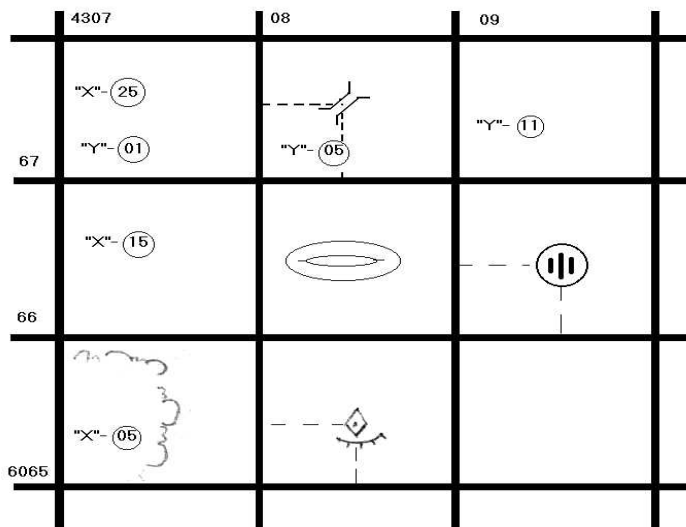 4307 08 09
"X"- 25
"Y"- 01
"Y"- 05
"Y"- 11
67
"X"- 15
66
"X"- 05
6065